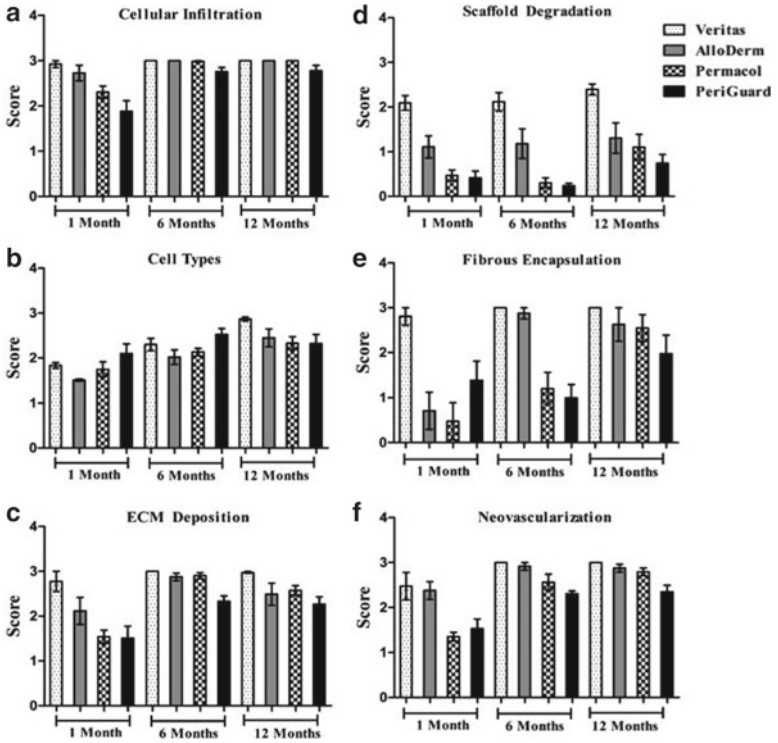 a
Cellular Infiltration
Score
4
3
2
1
0
1 Month
6 Months
12 Months
b
Cell Types
Score
4
3
2
1
0
1 Month
6 Months
12 Months
c
ECM Deposition
Score
4
3
2
1
0
1 Month
6 Months
12 Months
d
Scaffold Degradation
Score
4
3
2
1
0
1 Month
6 Months
12 Months
Veritas
AlloDerm
Permacol
PeriGuard
e
Fibrous Encapsulation
Score
4
3
2
1
0
1 Month
6 Months
12 Months
f
Neovascularization
Score
4
3
2
1
0
1 Month
6 Months
12 Months